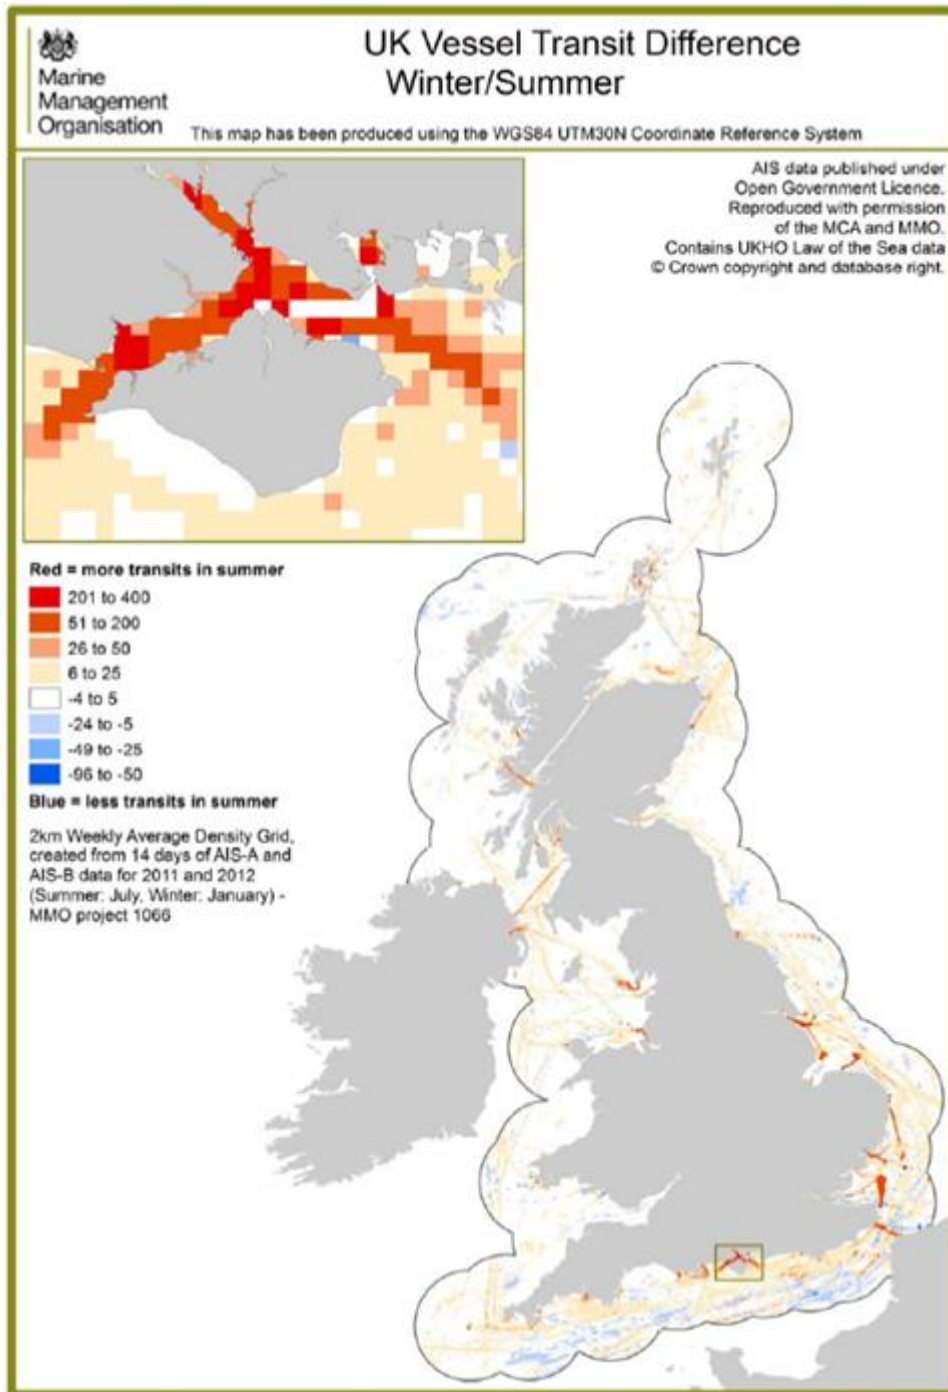 UK Vessel Transit Difference
Winter/Summer
Marine
Management
Organisation
This map has been produced using the WGS84 UTM30N Coordinate Reference System
AIS data published under
Open Government Licence.
Reproduced with permission
of the MCA and MMO.
Contains UKHO Law of the Sea data
© Crown copyright and database right.
Red = more transits in summer
201 to 400
51 to 200
26 to 50
6 to 25
-4 to 5
-24 to -5
-49 to -25
-96 to -50
Blue = less transits in summer
2km Weekly Average Density Grid,
created from 14 days of AIS-A and
AIS-B data for 2011 and 2012
(Summer: July, Winter: January) -
MMO project 1066